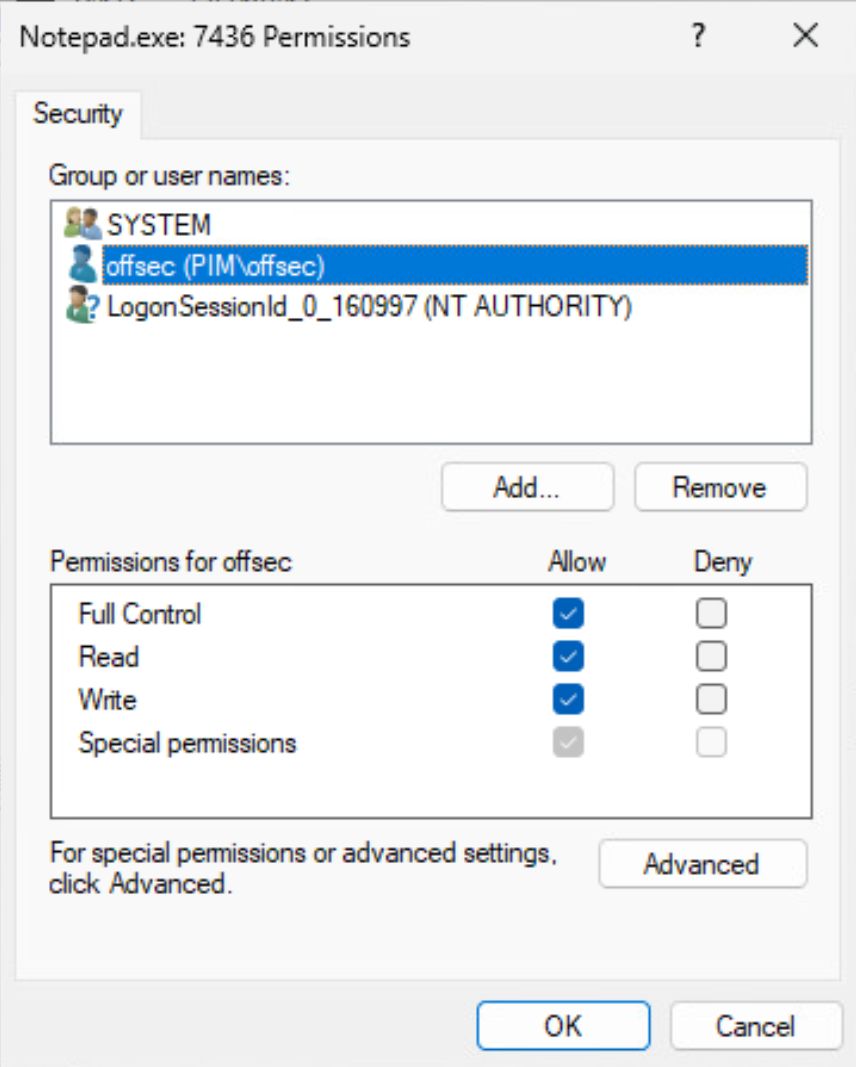 Notepad.exe: 7436 Permissions ?
Security
Group or user names:
SYSTEM
offsec (PIM\offsec)
LogonSessionId_0_160997 (NT AUTHORITY)
Add... Remove
Permissions for offsec Allow Deny
Full Control
Read
Write
Special permissions
For special permissions or advanced settings,
click Advanced.
Advanced
OK Cancel